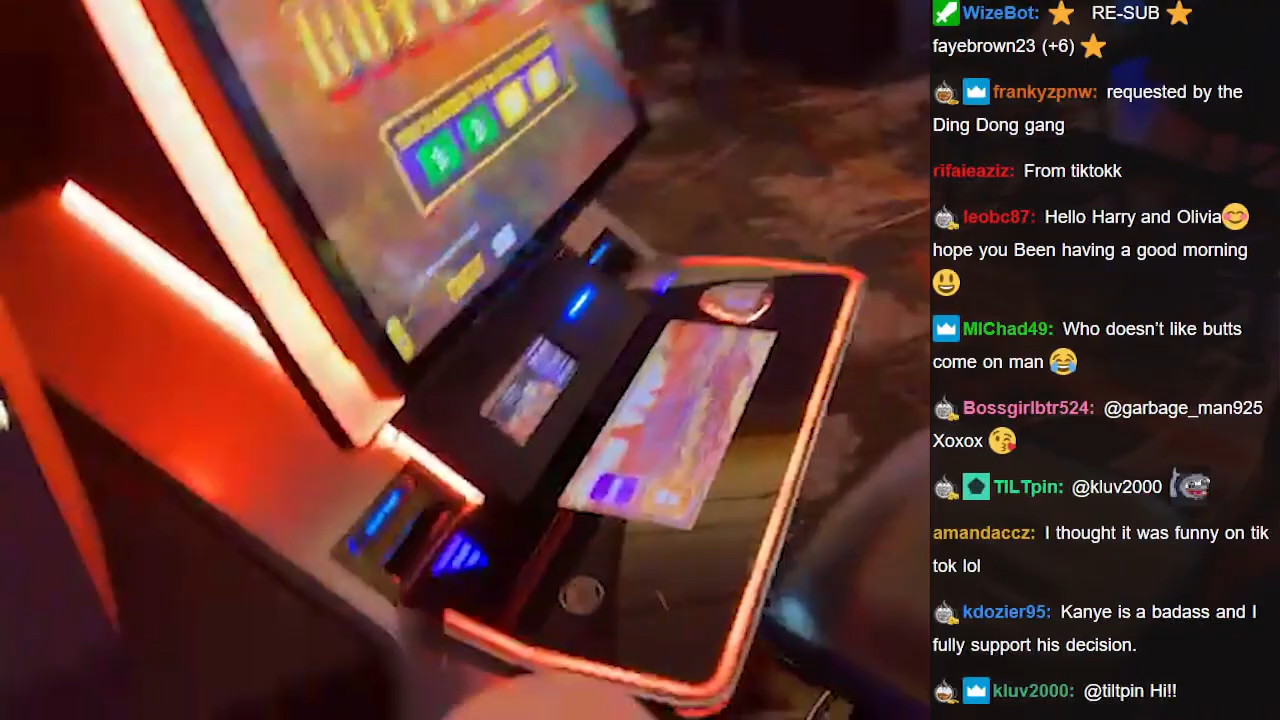 WizeBot: ⭐ RE-SUB ⭐
fayebrown23 (+6) ⭐
frankyzpnw: requested by the
Ding Dong gang
rifaieaziz: From tiktokk
leobc87: Hello Harry and Olivia😊
hope you Been having a good morning
😃
MIChad49: Who doesn't like butts
come on man 😂
Bossgirlbtr524: @garbage_man925
Xoxox 😘
TILTpin: @kluv2000
amandaccz: I thought it was funny on tik
tok lol
kdozier95: Kanye is a badass and I
fully support his decision.
kluv2000: @tiltpin Hi!!